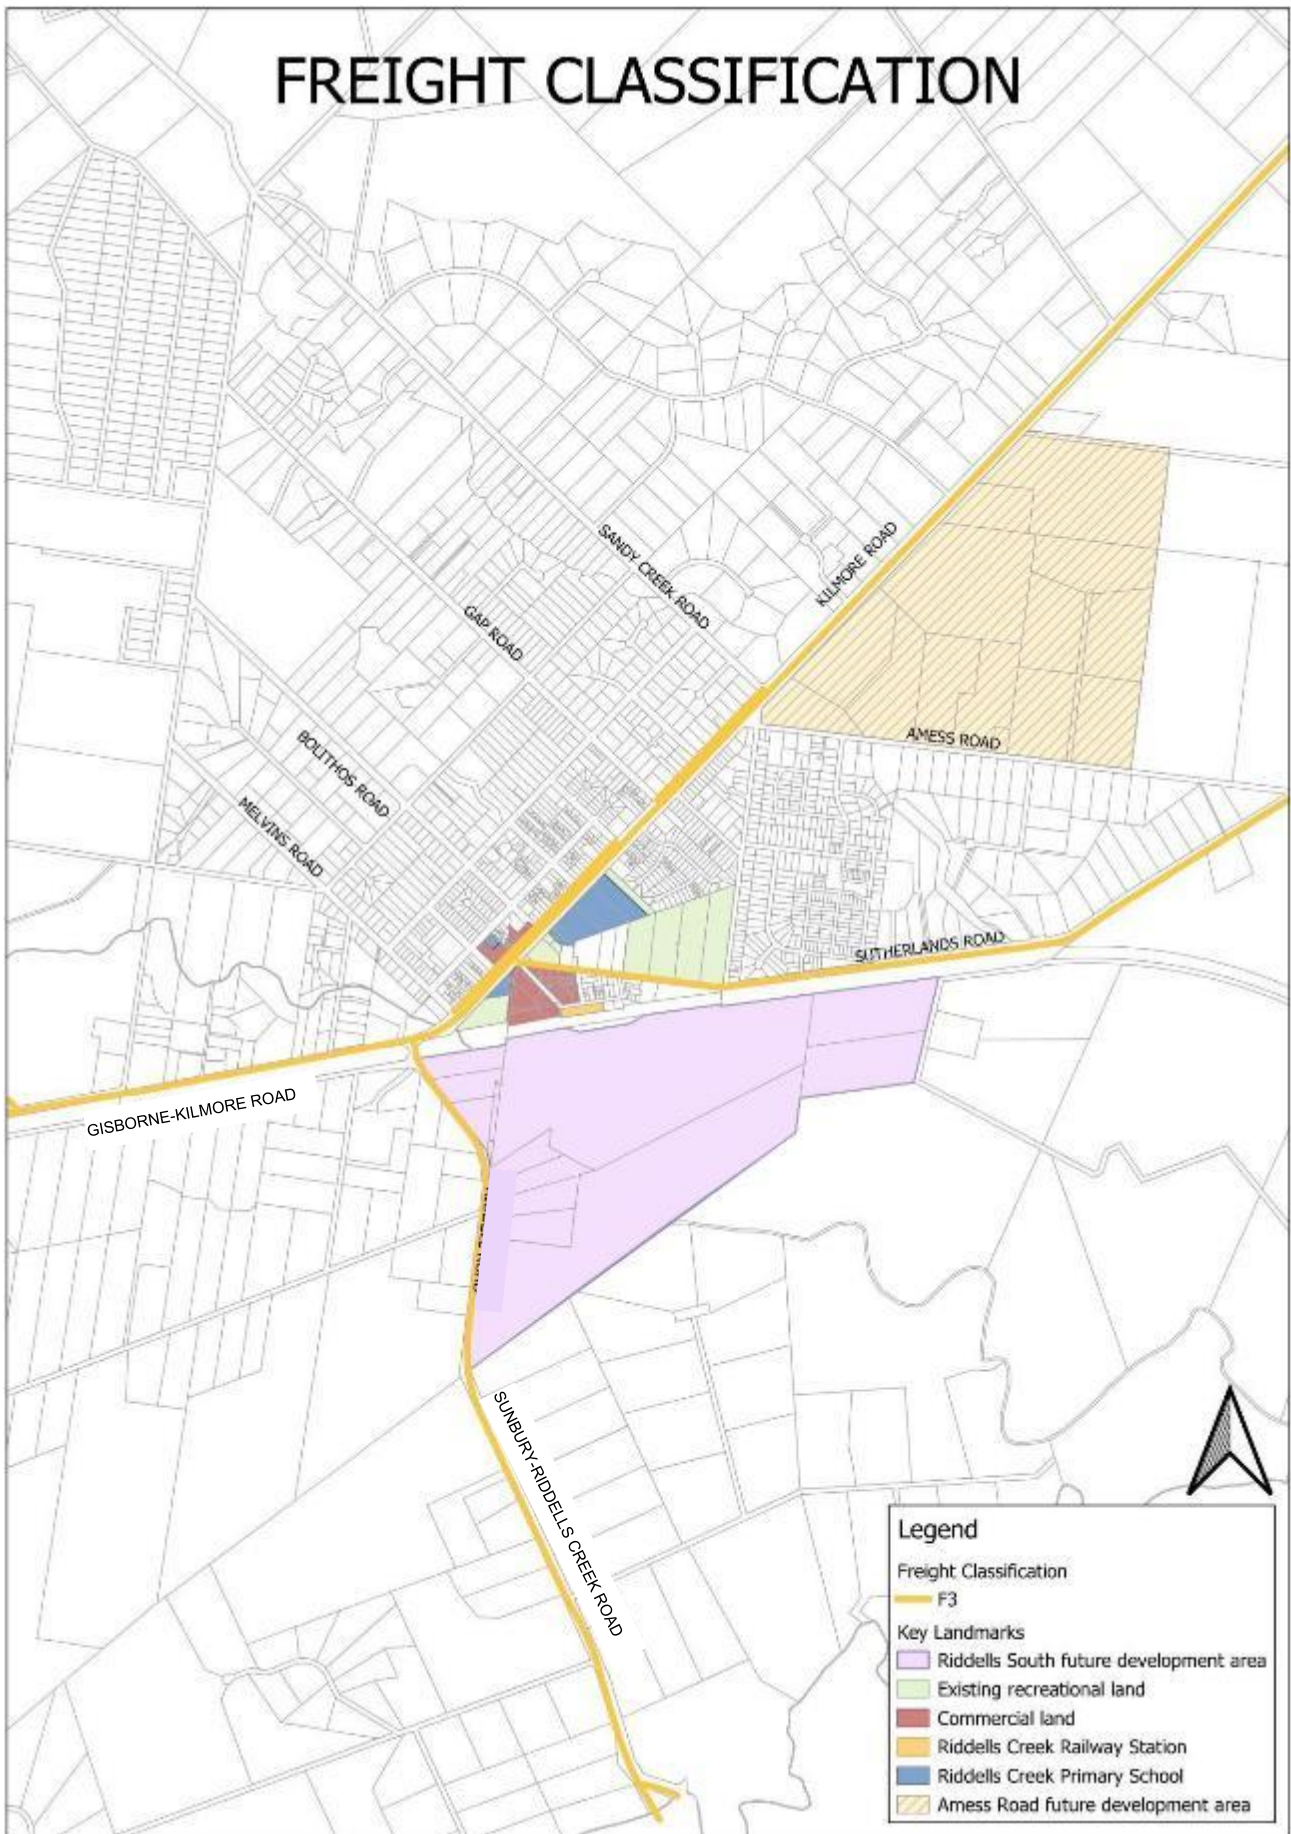 FREIGHT CLASSIFICATION
SANDY CREEK ROAD
KILMORE ROAD
GAP ROAD
BOLITHOS ROAD
AMESS ROAD
MELVINS ROAD
SUTHERLANDS ROAD
GISBORNE-KILMORE ROAD
SUNBURY-RIDDELLS CREEK ROAD
Legend
Freight Classification
F3
Key Landmarks
Riddells South future development area
Existing recreational land
Commercial land
Riddells Creek Railway Station
Riddells Creek Primary School
Amess Road future development area